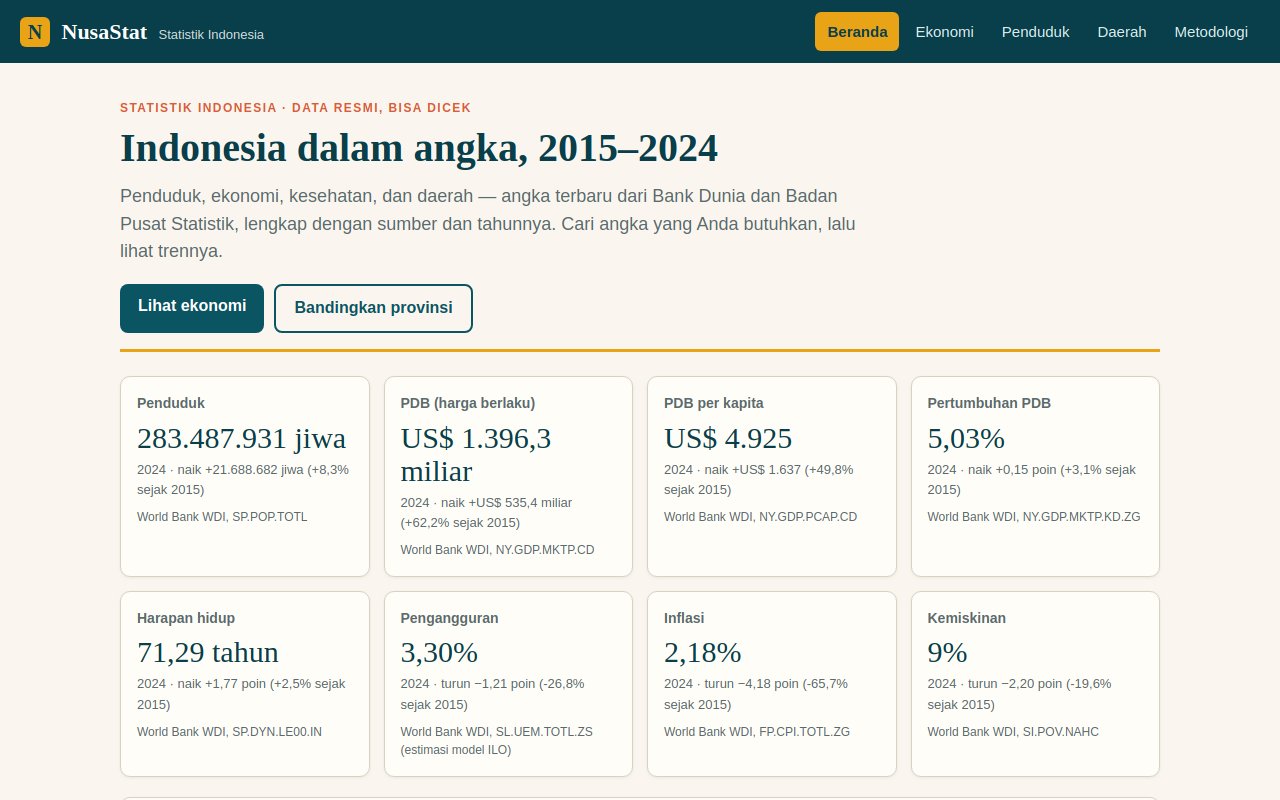 N NusaStat Statistik Indonesia Beranda Ekonomi Penduduk Daerah Metodologi
STATISTIK INDONESIA · DATA RESMI, BISA DICEK
Indonesia dalam angka, 2015–2024
Penduduk, ekonomi, kesehatan, dan daerah — angka terbaru dari Bank Dunia dan Badan
Pusat Statistik, lengkap dengan sumber dan tahunnya. Cari angka yang Anda butuhkan, lalu
lihat trennya.
Lihat ekonomi
Bandingkan provinsi
Penduduk
283.487.931 jiwa
2024 · naik +21.688.682 jiwa (+8,3%
sejak 2015)
World Bank WDI, SP.POP.TOTL
PDB (harga berlaku)
US$ 1.396,3
miliar
2024 · naik +US$ 535,4 miliar
(+62,2% sejak 2015)
World Bank WDI, NY.GDP.MKTP.CD
PDB per kapita
US$ 4.925
2024 · naik +US$ 1.637 (+49,8%
sejak 2015)
World Bank WDI, NY.GDP.PCAP.CD
Pertumbuhan PDB
5,03%
2024 · naik +0,15 poin (+3,1% sejak
2015)
World Bank WDI, NY.GDP.MKTP.KD.ZG
Harapan hidup
71,29 tahun
2024 · naik +1,77 poin (+2,5% sejak
2015)
World Bank WDI, SP.DYN.LE00.IN
Pengangguran
3,30%
2024 · turun −1,21 poin (-26,8%
sejak 2015)
World Bank WDI, SL.UEM.TOTL.ZS
(estimasi model ILO)
Inflasi
2,18%
2024 · turun −4,18 poin (-65,7%
sejak 2015)
World Bank WDI, FP.CPI.TOTL.ZG
Kemiskinan
9%
2024 · turun −2,20 poin (-19,6%
sejak 2015)
World Bank WDI, SI.POV.NAHC